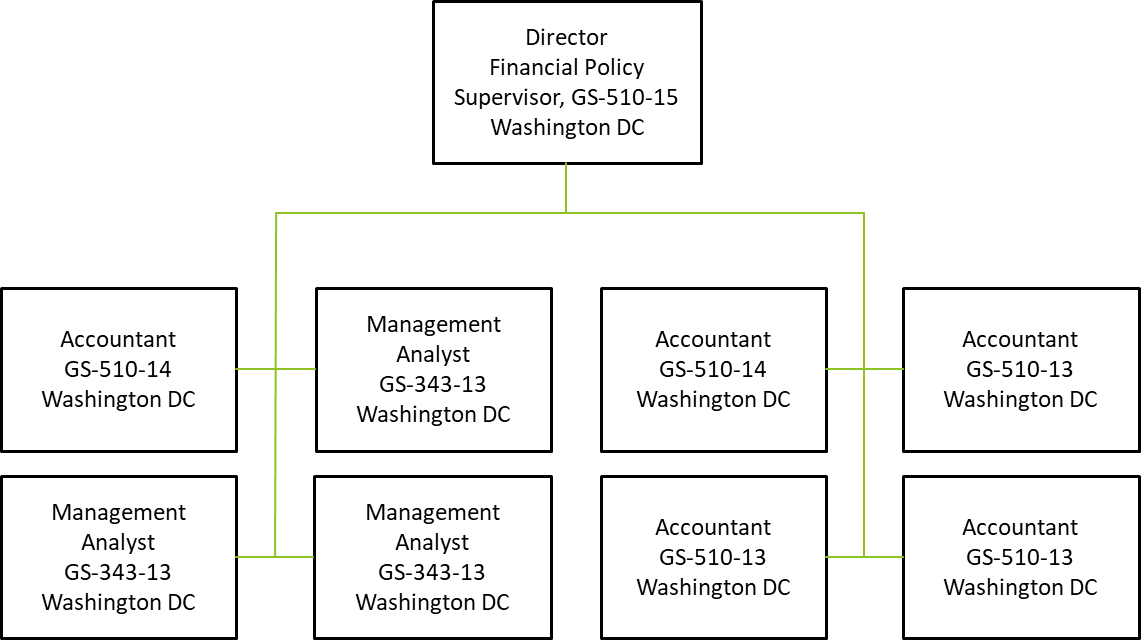 Director
Financial Policy
Supervisor, GS-510-15
Washington DC
Accountant
GS-510-14
Washington DC
Management
Analyst
GS-343-13
Washington DC
Accountant
GS-510-14
Washington DC
Accountant
GS-510-13
Washington DC
Management
Analyst
GS-343-13
Washington DC
Management
Analyst
GS-343-13
Washington DC
Accountant
GS-510-13
Washington DC
Accountant
GS-510-13
Washington DC